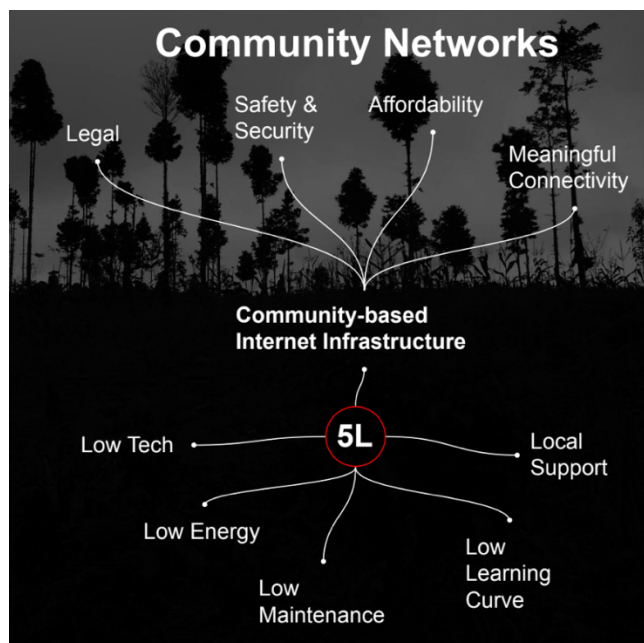 Community Networks
Legal
Safety &
Security
Affordability
Meaningful
Connectivity
Community-based
Internet Infrastructure
5L
Low Tech
Local
Support
Low Energy
Low
Maintenance
Low
Learning
Curve